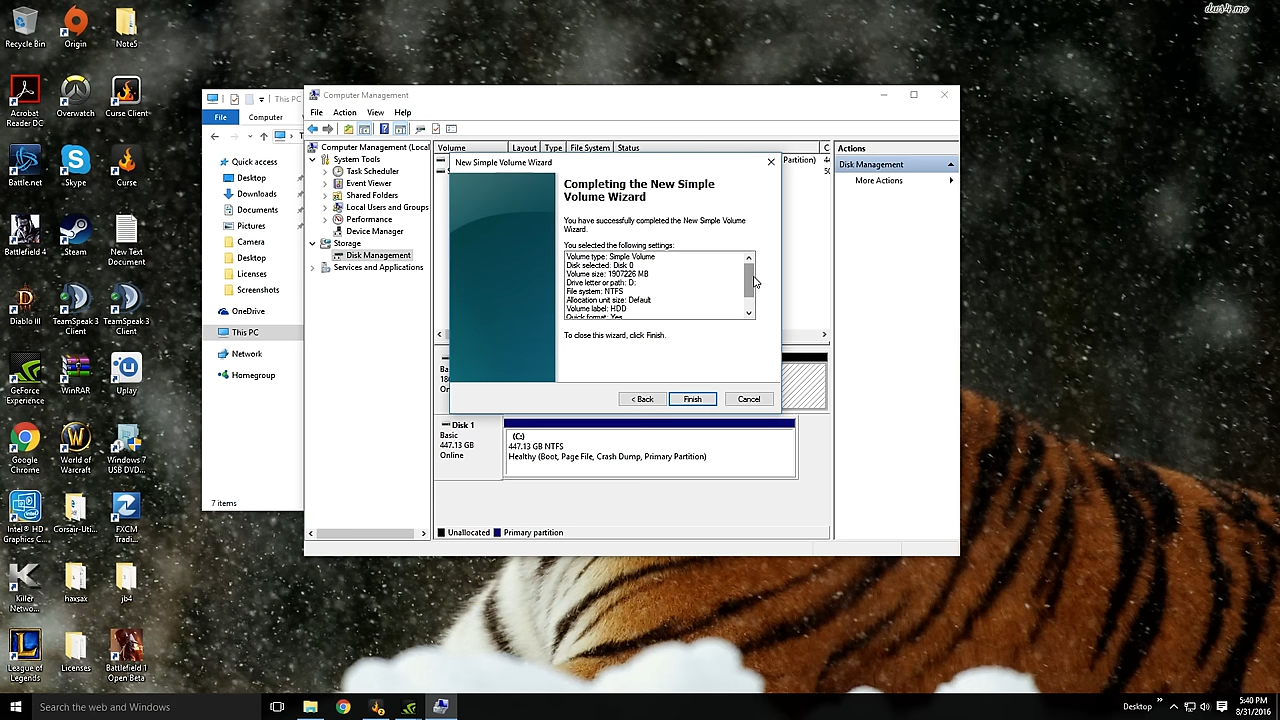 Recycle Bin
Origin
Note5
Acrobat Reader DC
Overwatch
Curse Client
Battle.net
Skype
Curse
Battlefield 4
Steam
New Text Document
Diablo III
TeamSpeak 3 Client
TeamSpeak 3 Client
GeForce Experience
WinRAR
Uplay
Google Chrome
World of Warcraft
Windows 7 USB DVD...
Intel® HD Graphics C...
Corsair-Uti...
FXCM Tradi...
Killer Netwo...
haxsax
jb4
League of Legends
Licenses
Battlefield 1 Open Beta
This PC
File
Computer
Quick access
Desktop
Downloads
Documents
Pictures
Camera
Desktop
Licenses
Screenshots
OneDrive
This PC
Network
Homegroup
7 items
Computer Management
File Action View Help
Computer Management (Local
System Tools
Task Scheduler
Event Viewer
Shared Folders
Local Users and Groups
Performance
Device Manager
Storage
Disk Management
Services and Applications
Volume Layout Type File System Status C
Partition)
New Simple Volume Wizard
Completing the New Simple
Volume Wizard
You have successfully completed the New Simple Volume
Wizard.
You selected the following settings:
Volume type: Simple Volume
Disk selected: Disk 0
Volume size: 1907226 MB
Drive letter or path: D:
File system: NTFS
Allocation unit size: Default
Volume label: HDD
Quick format: Yes
To close this wizard, click Finish.
< Back
Finish
Cancel
Ba
18
On
Disk 1
Basic
447.13 GB
Online
(C:)
447.13 GB NTFS
Healthy (Boot, Page File, Crash Dump, Primary Partition)
Unallocated
Primary partition
Actions
Disk Management
More Actions
Search the web and Windows
Desktop
5:40 PM
8/31/2016